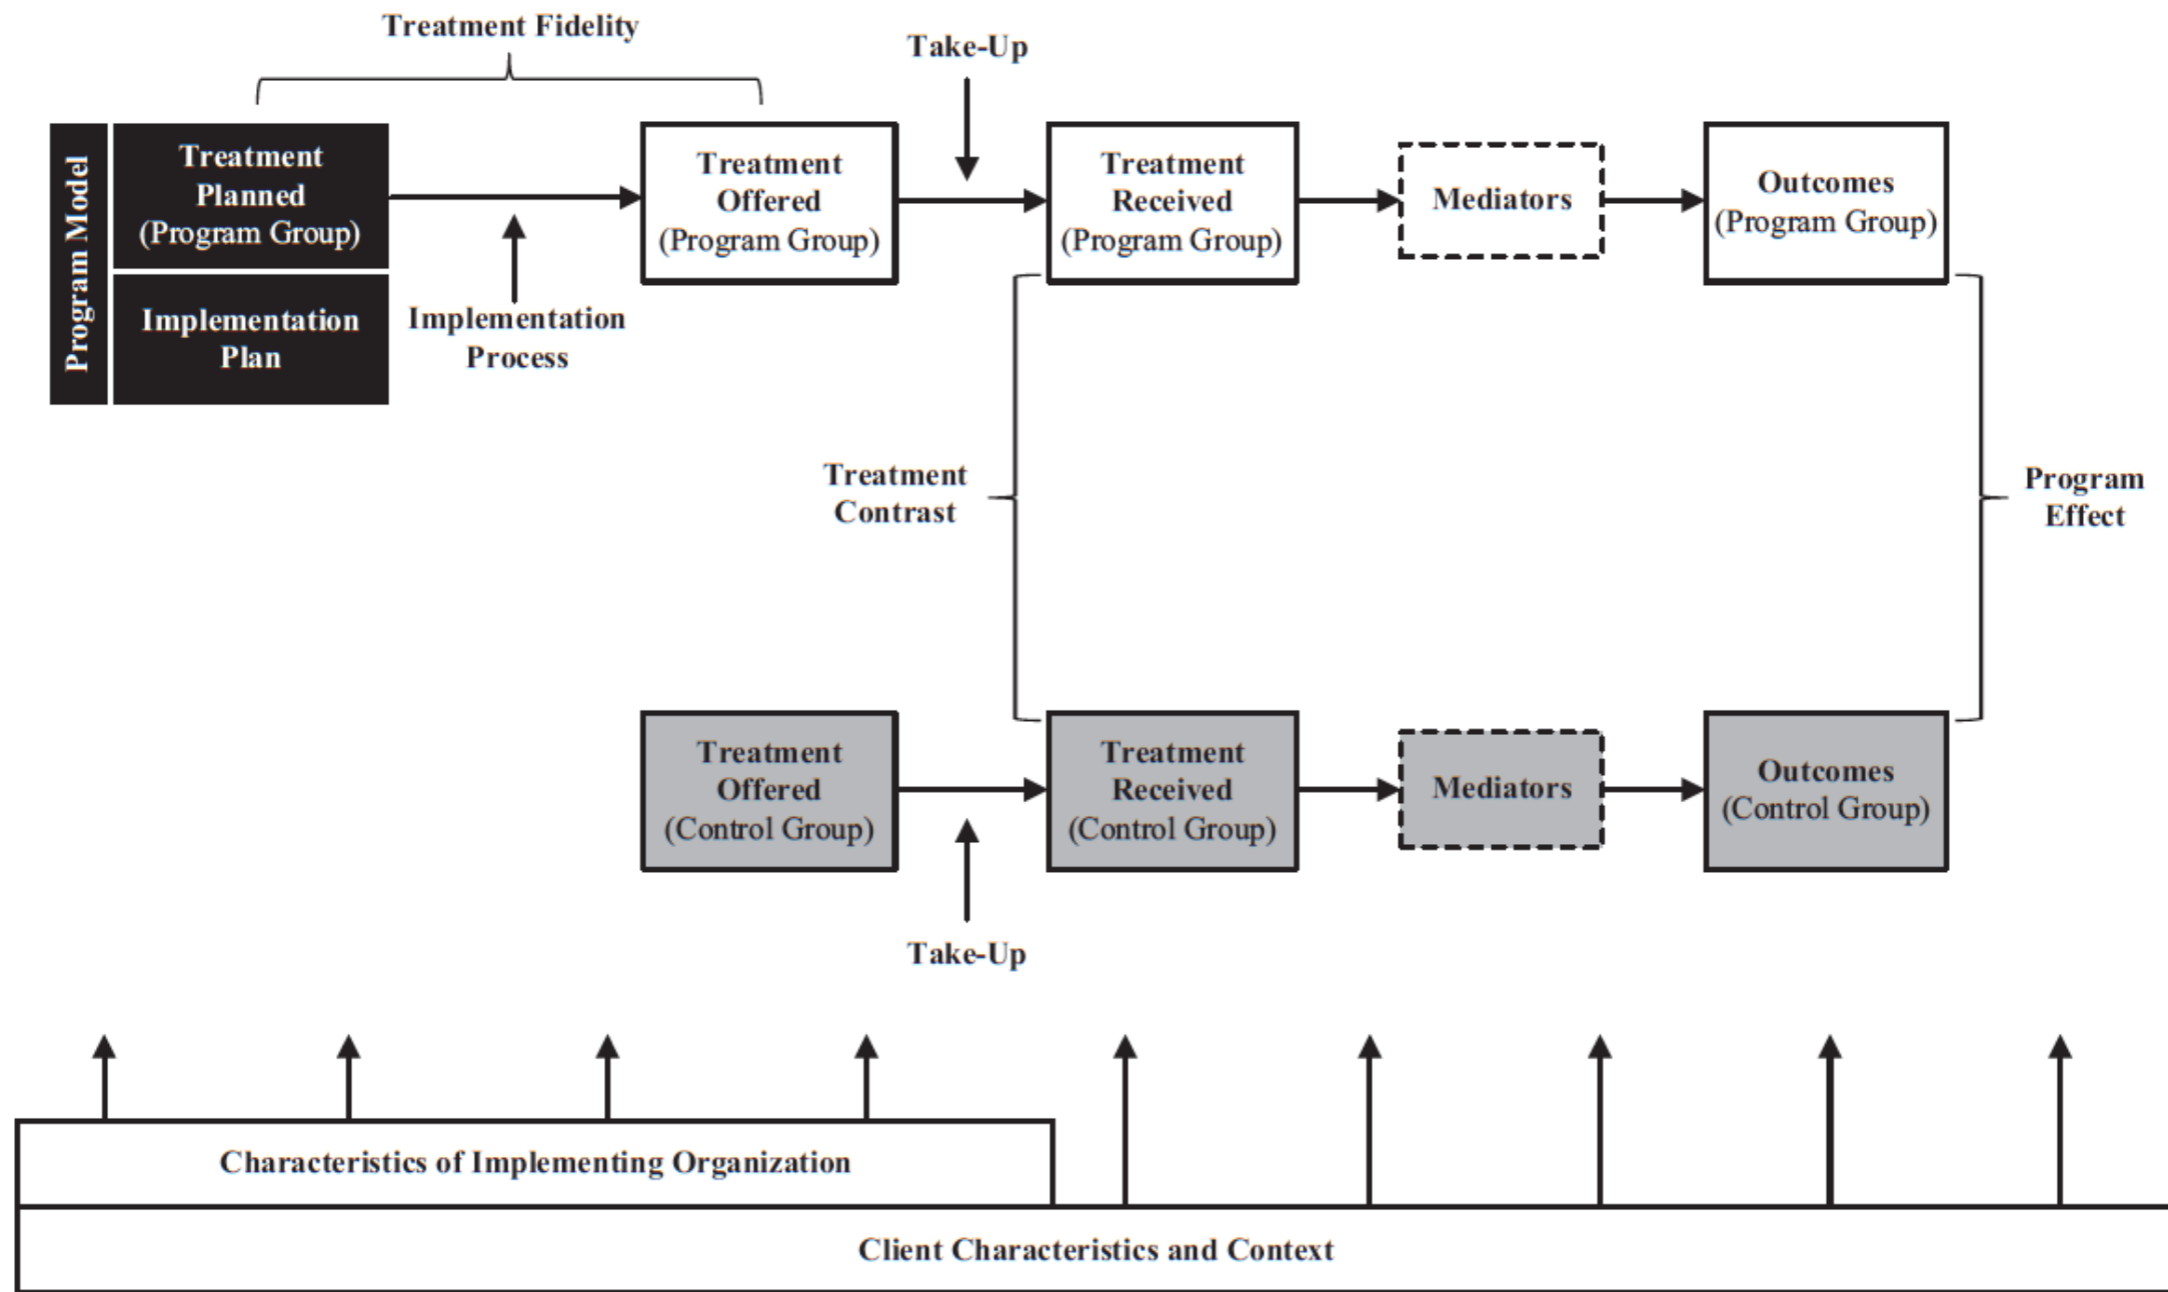 Treatment Fidelity
Take-Up
Program Model
Treatment
Planned
(Program Group)
Implementation
Plan
Implementation
Process
Treatment
Offered
(Program Group)
Treatment
Received
(Program Group)
Mediators
Outcomes
(Program Group)
Treatment
Contrast
Program
Effect
Treatment
Offered
(Control Group)
Treatment
Received
(Control Group)
Mediators
Outcomes
(Control Group)
Take-Up
Characteristics of Implementing Organization
Client Characteristics and Context